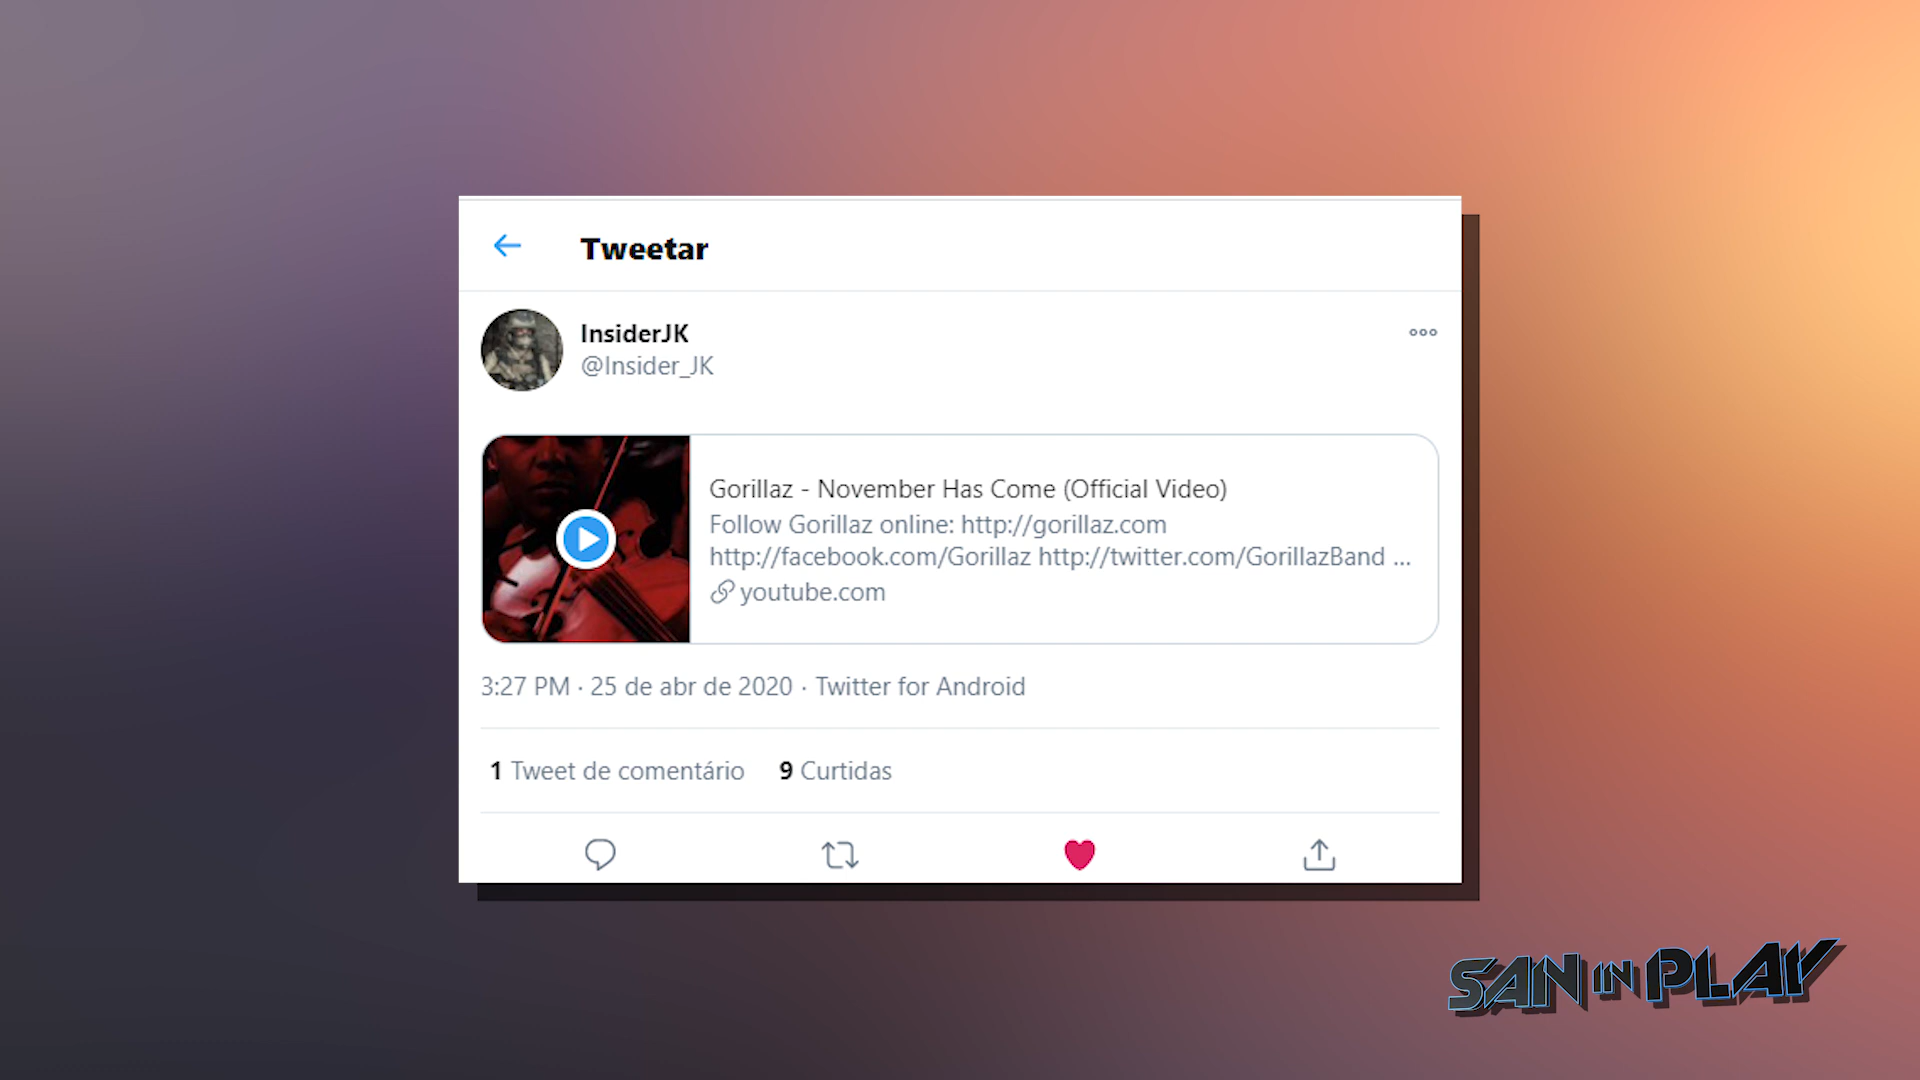 Tweetar
InsiderJK
@Insider_JK
Gorillaz - November Has Come (Official Video)
Follow Gorillaz online: http://gorillaz.com
http://facebook.com/Gorillaz http://twitter.com/GorillazBand ...
youtube.com
3:27 PM · 25 de abr de 2020 · Twitter for Android
1 Tweet de comentário 9 Curtidas
SAN IN PLAY